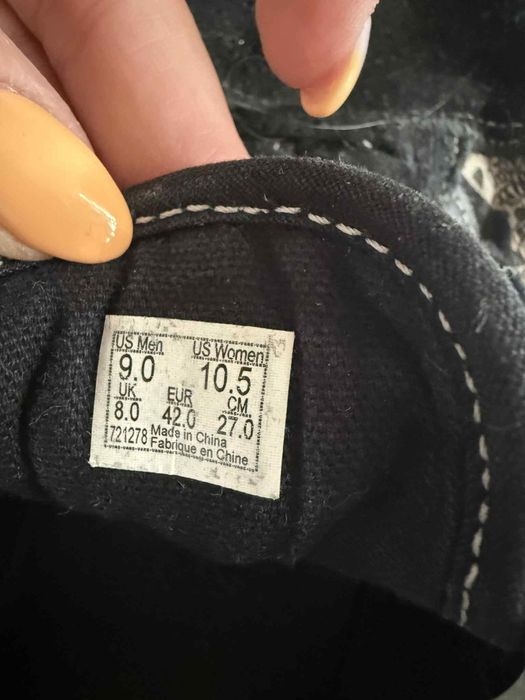 US Men US Women
9.0 10.5
UK EUR CM
8.0 42.0 27.0
721278 Made in China
Fabrique en Chine